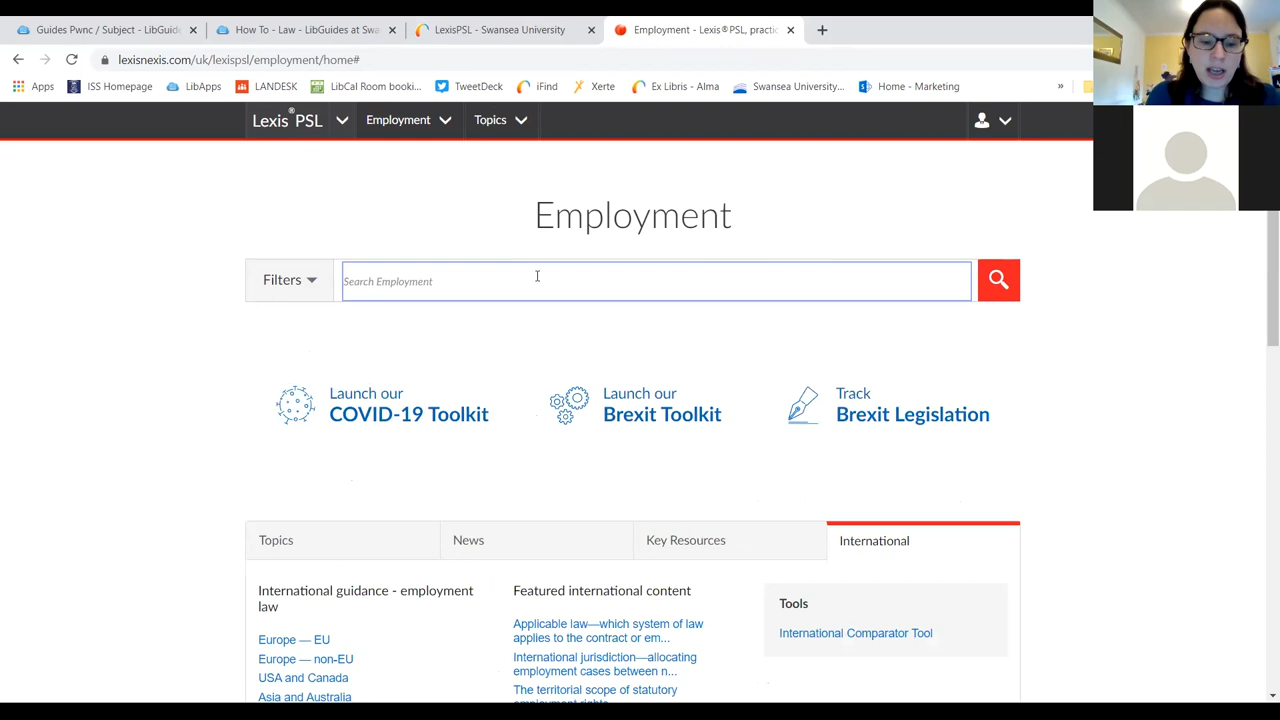 Guides Pwnc / Subject - LibGuide
How To - Law - LibGuides at Swa
LexisPSL - Swansea University
Employment - Lexis®PSL, practic
lexisnexis.com/uk/lexispsl/employment/home#
Apps
ISS Homepage
LibApps
LANDESK
LibCal Room booki...
TweetDeck
iFind
Xerte
Ex Libris - Alma
Swansea University...
Home - Marketing
»
Lexis®PSL
Employment
Topics
Employment
Filters
Search Employment
Launch our
COVID-19 Toolkit
Launch our
Brexit Toolkit
Track
Brexit Legislation
Topics
News
Key Resources
International
International guidance - employment
law
Europe — EU
Europe — non-EU
USA and Canada
Asia and Australia
Featured international content
Applicable law—which system of law
applies to the contract or em...
International jurisdiction—allocating
employment cases between n...
The territorial scope of statutory
employment rights
Tools
International Comparator Tool